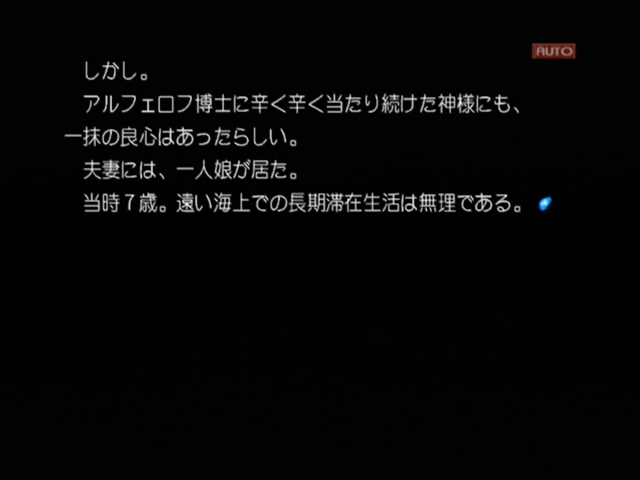 AUTO
しかし。
アルフェロフ博士に辛く辛く当たり続けた神様にも、
一抹の良心はあったらしい。
夫妻には、一人娘が居た。
当時７歳。遠い海上での長期滞在生活は無理である。